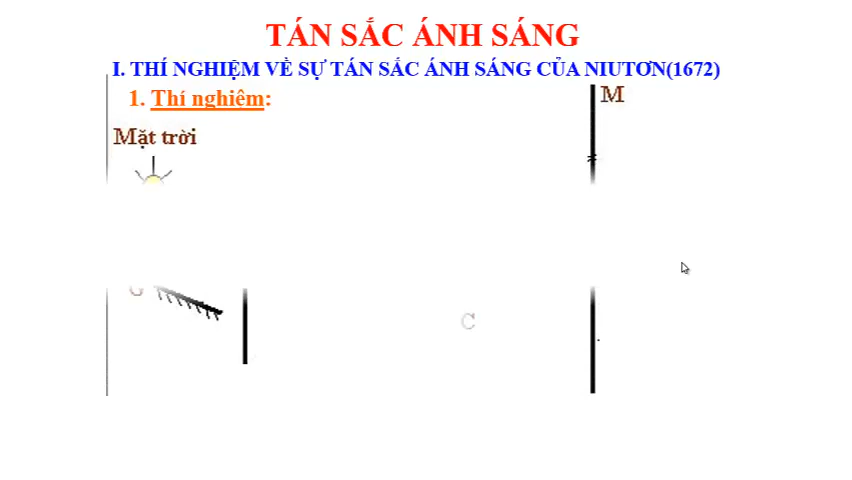 TÁN SẮC ÁNH SÁNG
I. THÍ NGHIỆM VỀ SỰ TÁN SẮC ÁNH SÁNG CỦA NIUTƠN(1672)
1. Thí nghiêm:
M
Mặt trời
C